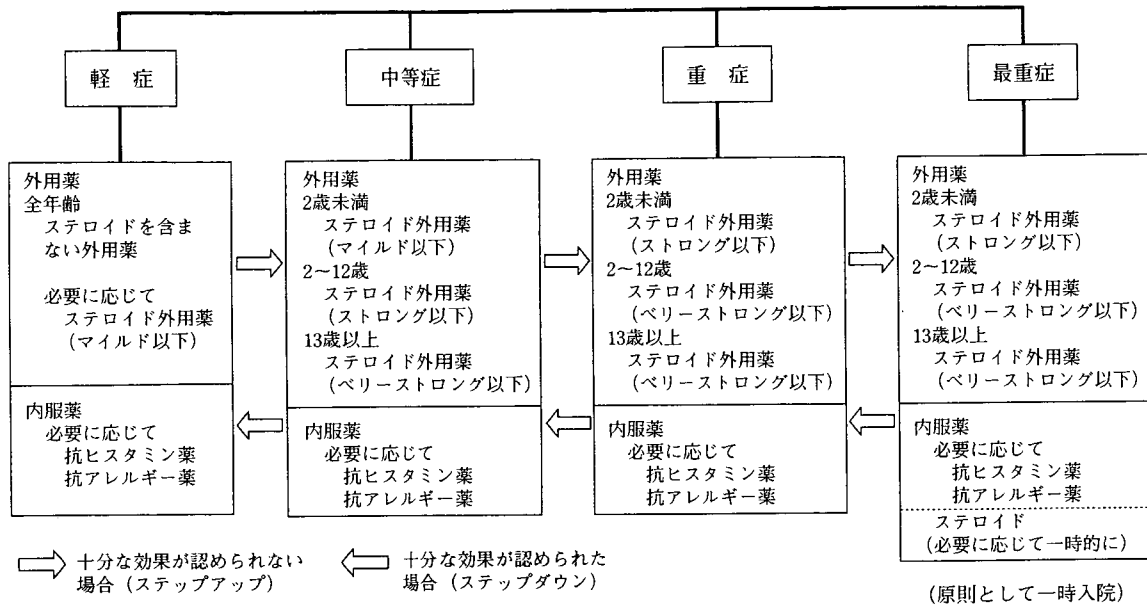 軽 症
中等症
重 症
最重症
外用薬
全年齢
ステロイドを含ま
ない外用薬
必要に応じて
ステロイド外用薬
(マイルド以下)
内服薬
必要に応じて
抗ヒスタミン薬
抗アレルギー薬
外用薬
2歳未満
ステロイド外用薬
(マイルド以下)
2〜12歳
ステロイド外用薬
(ストロング以下)
13歳以上
ステロイド外用薬
(ベリーストロング以下)
内服薬
必要に応じて
抗ヒスタミン薬
抗アレルギー薬
外用薬
2歳未満
ステロイド外用薬
(ストロング以下)
2〜12歳
ステロイド外用薬
(ベリーストロング以下)
13歳以上
ステロイド外用薬
(ベリーストロング以下)
内服薬
必要に応じて
抗ヒスタミン薬
抗アレルギー薬
外用薬
2歳未満
ステロイド外用薬
(ストロング以下)
2〜12歳
ステロイド外用薬
(ベリーストロング以下)
13歳以上
ステロイド外用薬
(ベリーストロング以下)
内服薬
必要に応じて
抗ヒスタミン薬
抗アレルギー薬
ステロイド
(必要に応じて一時的に)
(原則として一時入院)
十分な効果が認められない
場合(ステップアップ)
十分な効果が認められた
場合(ステップダウン)